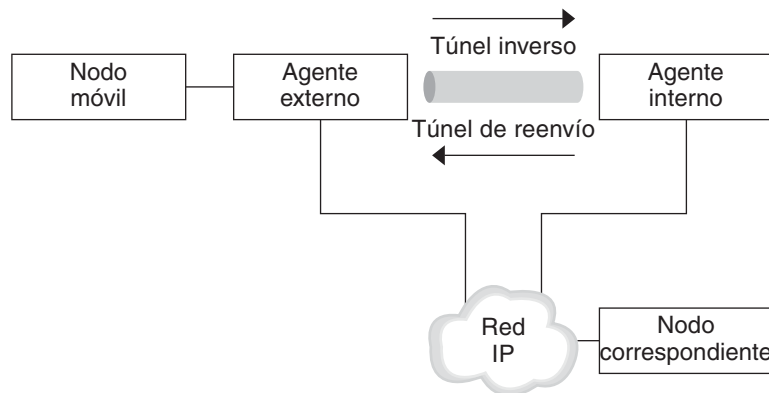 Túnel inverso
Nodo
móvil
Agente
externo
Agente
interno
Túnel de reenvío
Red
IP
Nodo
correspondiente